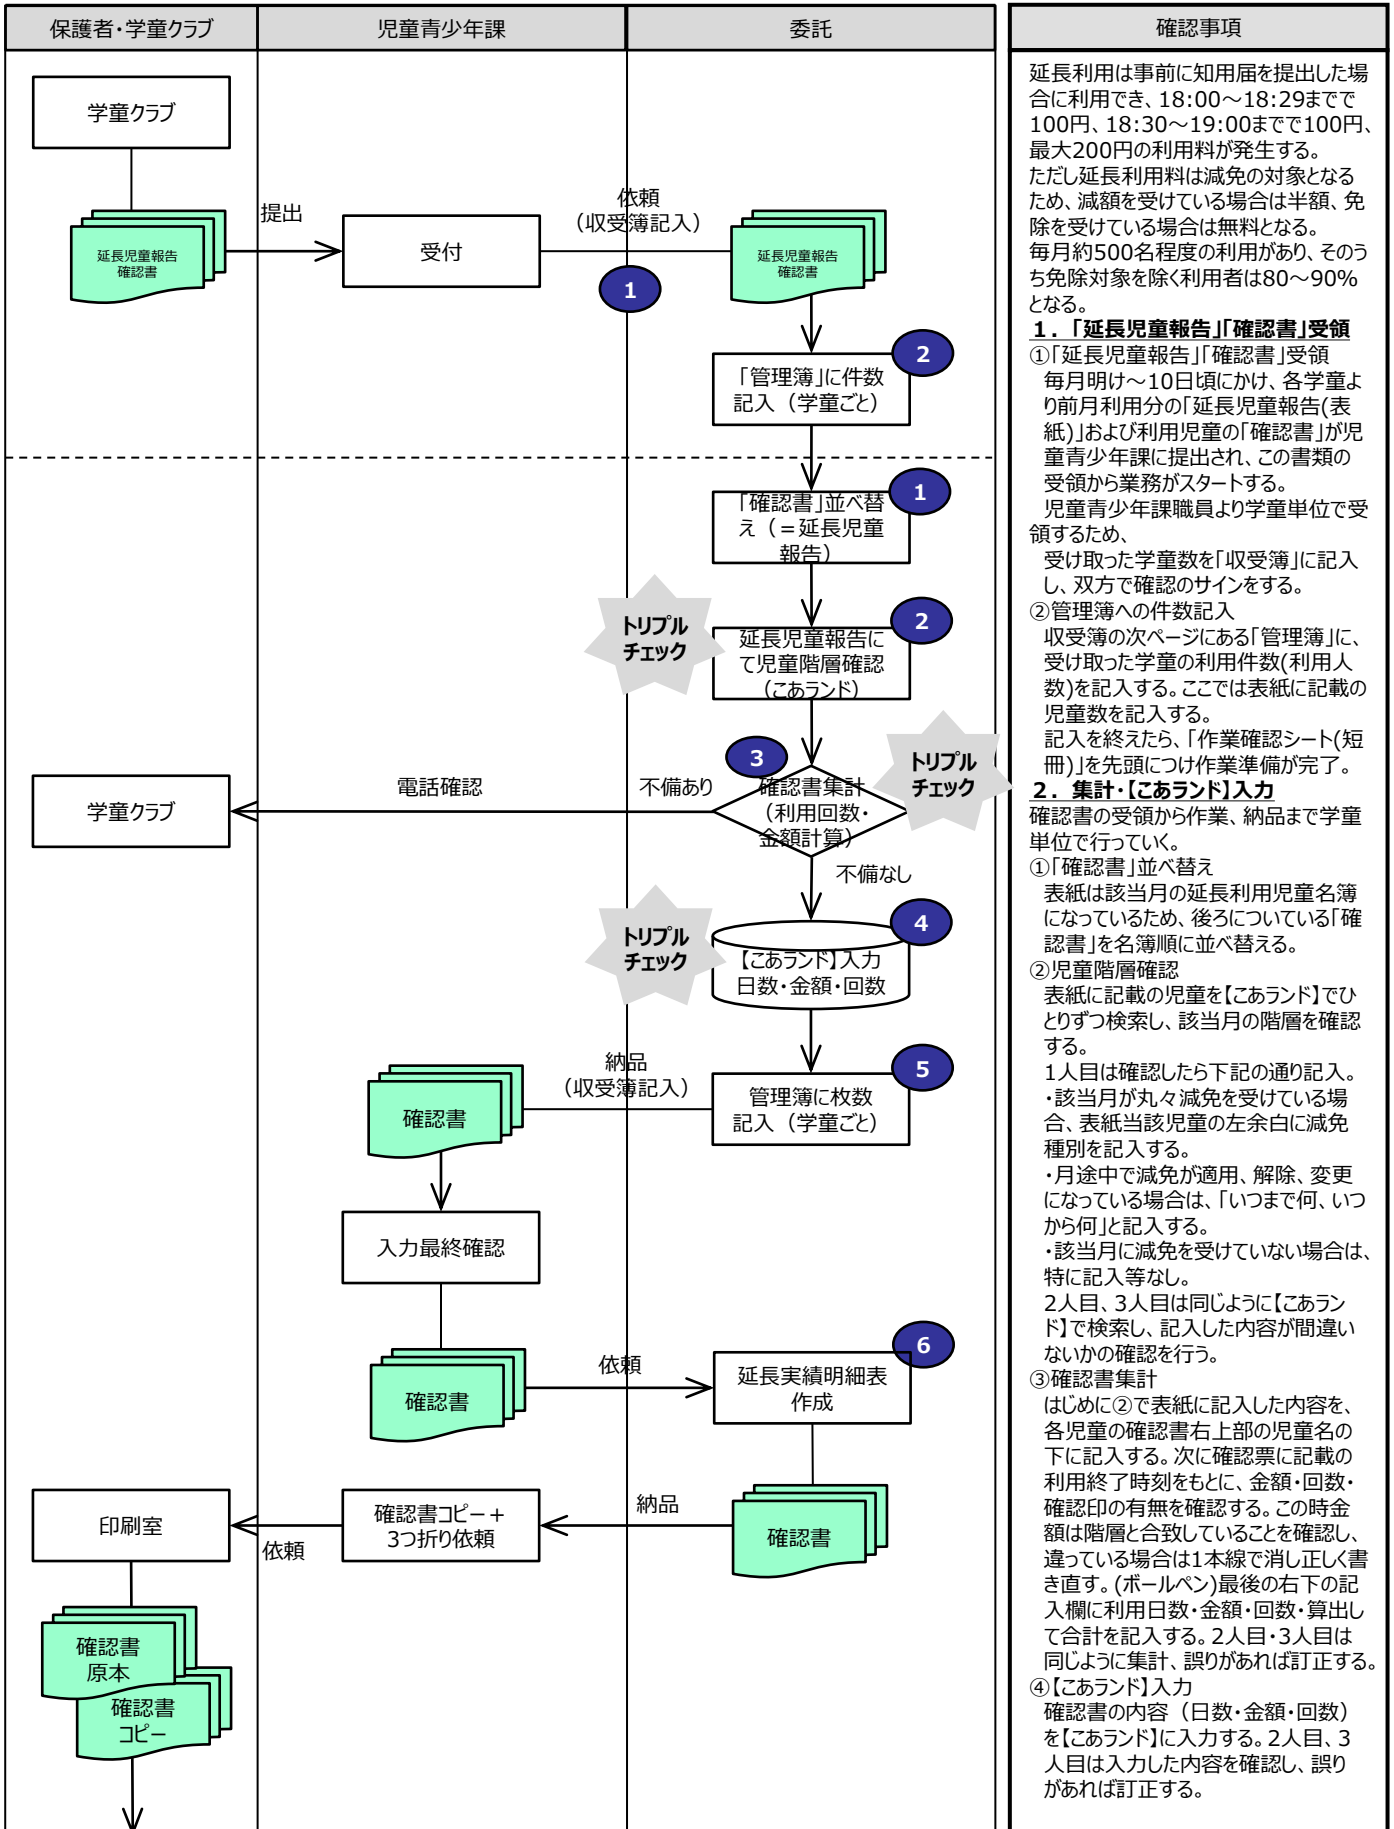 保護者・学童クラブ
児童青少年課
委託
確認事項
学童クラブ
延長児童報告
確認書
提出
受付
依頼
（収受簿記入）
1
延長児童報告
確認書
2
「管理簿」に件数
記入（学童ごと）
1
「確認書」並べ替
え（＝延長児童
報告）
トリプル
チェック
2
延長児童報告に
て児童階層確認
（こあランド）
3
トリプル
チェック
確認書集計
（利用回数・
金額計算）
不備あり
電話確認
学童クラブ
不備なし
トリプル
チェック
4
【こあランド】入力
日数・金額・回数
5
管理簿に枚数
記入（学童ごと）
納品
（収受簿記入）
確認書
入力最終確認
確認書
依頼
6
延長実績明細表
作成
確認書
納品
確認書コピー＋
3つ折り依頼
依頼
印刷室
確認書
原本
確認書
コピー
延長利用は事前に知用届を提出した場
合に利用でき、18:00～18:29までで
100円、18:30～19:00までで100円、
最大200円の利用料が発生する。
ただし延長利用料は減免の対象となる
ため、減額を受けている場合は半額、免
除を受けている場合は無料となる。
毎月約500名程度の利用があり、そのう
ち免除対象を除く利用者は80～90%
となる。
１．「延長児童報告」「確認書」受領
①「延長児童報告」「確認書」受領
毎月明け～10日頃にかけ、各学童よ
り前月利用分の「延長児童報告(表
紙)」および利用児童の「確認書」が児
童青少年課に提出され、この書類の
受領から業務がスタートする。
児童青少年課職員より学童単位で受
領するため、
受け取った学童数を「収受簿」に記入
し、双方で確認のサインをする。
②管理簿への件数記入
収受簿の次ページにある「管理簿」に、
受け取った学童の利用件数(利用人
数)を記入する。ここでは表紙に記載の
児童数を記入する。
記入を終えたら、「作業確認シート(短
冊)」を先頭につけ作業準備が完了。
２．集計・【こあランド】入力
確認書の受領から作業、納品まで学童
単位で行っていく。
①「確認書」並べ替え
表紙は該当月の延長利用児童名簿
になっているため、後ろについている「確
認書」を名簿順に並べ替える。
②児童階層確認
表紙に記載の児童を【こあランド】でひ
とりずつ検索し、該当月の階層を確認
する。
1人目は確認したら下記の通り記入。
・該当月が丸々減免を受けている場
合、表紙当該児童の左余白に減免
種別を記入する。
・月途中で減免が適用、解除、変更
になっている場合は、「いつまで何、いつ
から何」と記入する。
・該当月に減免を受けていない場合は、
特に記入等なし。
2人目、3人目は同じように【こあラン
ド】で検索し、記入した内容が間違い
ないかの確認を行う。
③確認書集計
はじめに②で表紙に記入した内容を、
各児童の確認書右上部の児童名の
下に記入する。次に確認票に記載の
利用終了時刻をもとに、金額・回数・
確認印の有無を確認する。この時金
額は階層と合致していることを確認し、
違っている場合は1本線で消し正しく書
き直す。(ボールペン)最後の右下の記
入欄に利用日数・金額・回数・算出し
て合計を記入する。2人目・3人目は
同じように集計、誤りがあれば訂正する。
④【こあランド】入力
確認書の内容（日数・金額・回数）
を【こあランド】に入力する。2人目、3
人目は入力した内容を確認し、誤り
があれば訂正する。